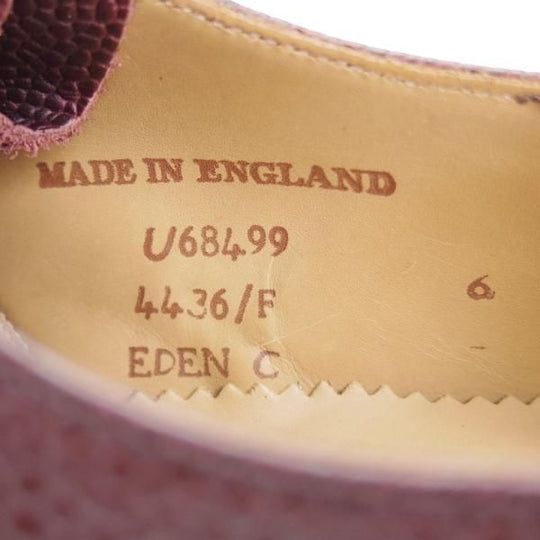 MADE IN ENGLAND
U68499
4436/F
6
EDEN C